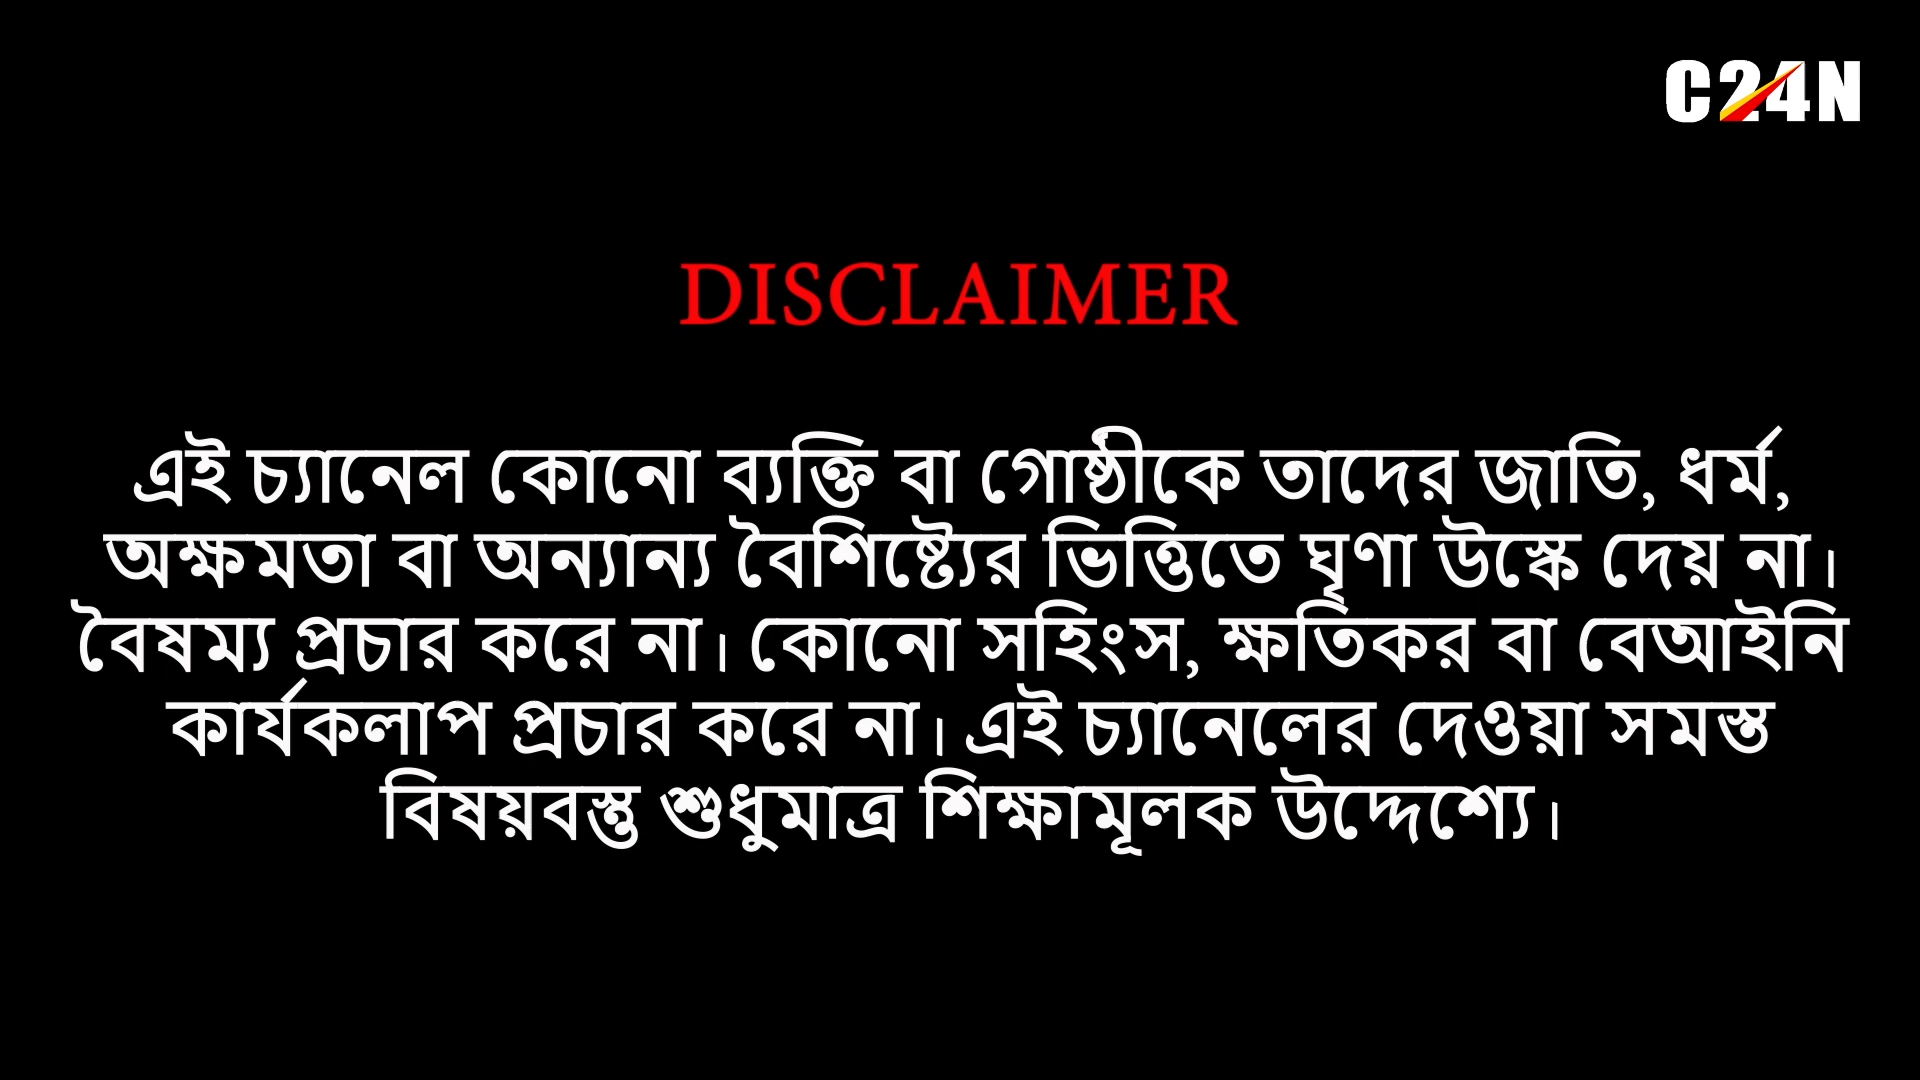 C24N
DISCLAIMER
এই চ্যানেল কোনো ব্যক্তি বা গোষ্ঠীকে তাদের জাতি, ধর্ম,
অক্ষমতা বা অন্যান্য বৈশিষ্ট্যের ভিত্তিতে ঘৃণা উস্কে দেয় না।
বৈষম্য প্রচার করে না। কোনো সহিংস, ক্ষতিকর বা বেআইনি
কার্যকলাপ প্রচার করে না। এই চ্যানেলের দেওয়া সমস্ত
বিষয়বস্তু শুধুমাত্র শিক্ষামূলক উদ্দেশ্যে।